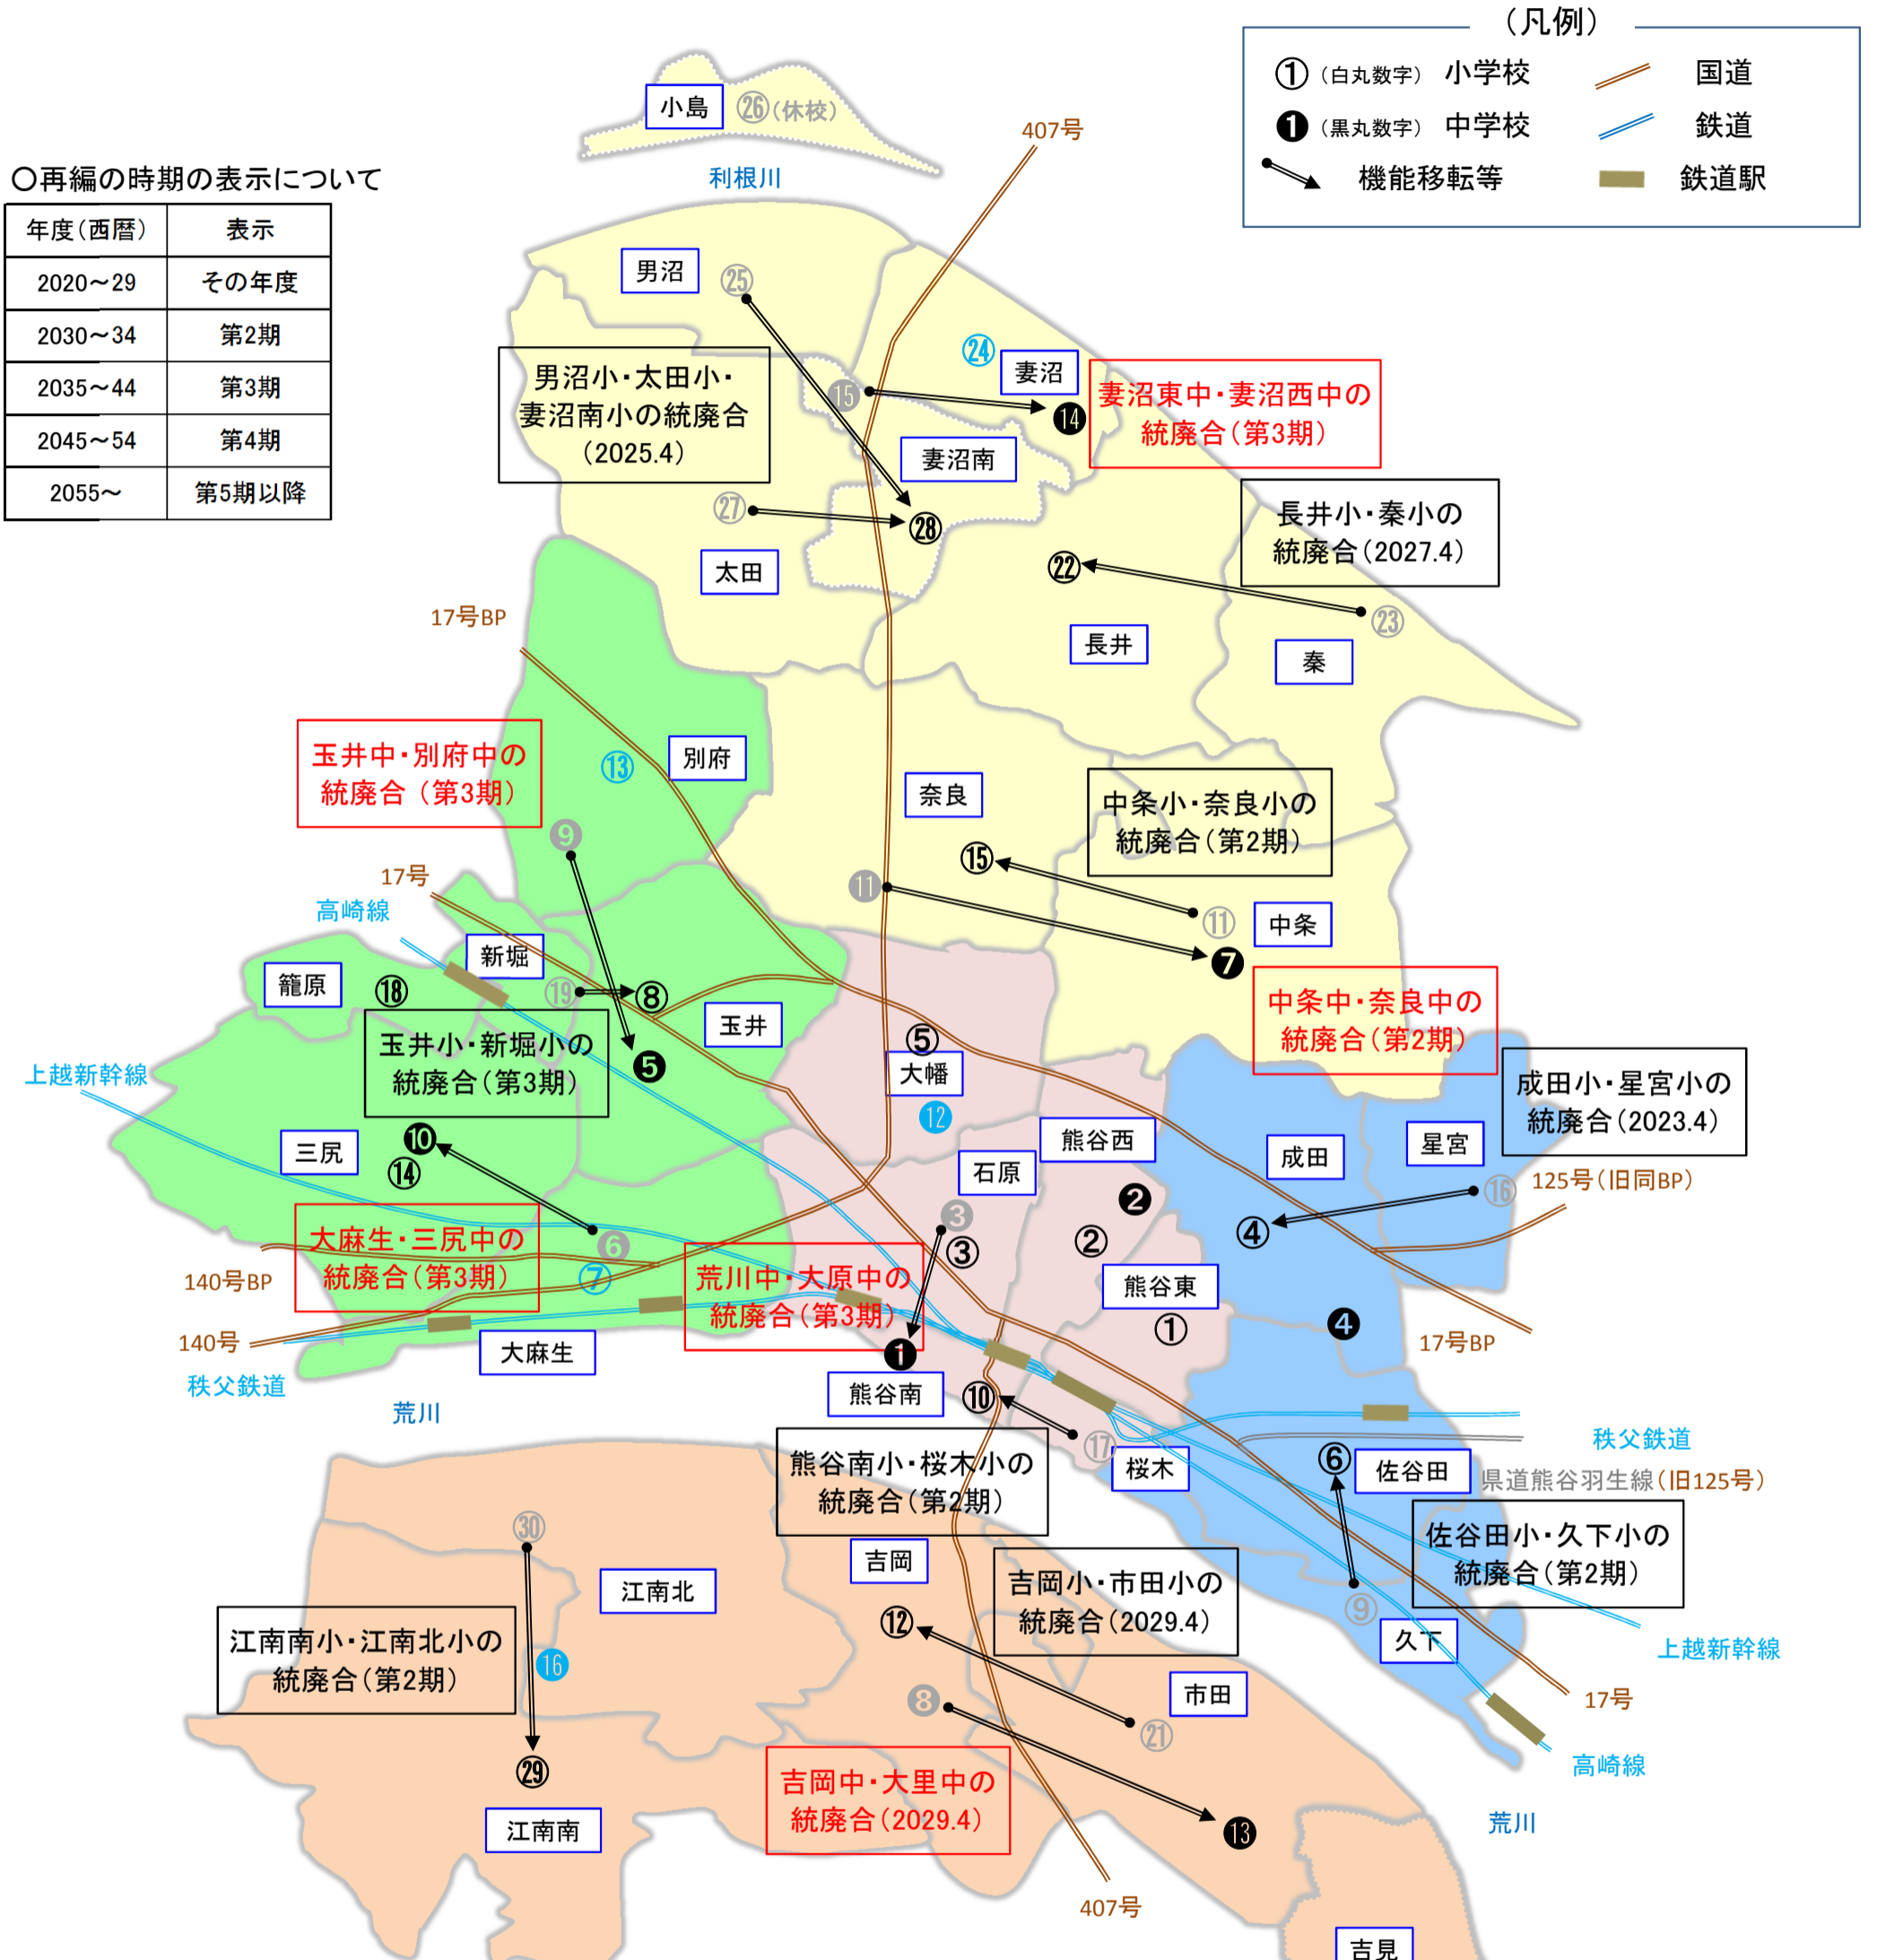 (凡例)
① (白丸数字) 小学校 国道
❶ (黒丸数字) 中学校 鉄道
機能移転等 鉄道駅
〇再編の時期の表示について
年度(西暦) 表示
2020～29 その年度
2030～34 第2期
2035～44 第3期
2045～54 第4期
2055～ 第5期以降
小島 ㉖(休校)
利根川
407号
男沼 ㉕
㉔
妻沼
男沼小・太田小・
妻沼南小の統廃合
(2025.4)
⓯
⓮
妻沼東中・妻沼西中の
統廃合(第3期)
妻沼南
㉗
㉘
太田
長井小・秦小の
統廃合(2027.4)
㉒
㉓
長井
秦
17号BP
玉井中・別府中の
統廃合 (第3期)
⑬
別府
❾
奈良
中条小・奈良小の
統廃合(第2期)
⑮
⓫
⑪
中条
❼
中条中・奈良中の
統廃合(第2期)
17号
高崎線
新堀
籠原
⑱
⑲
⑧
玉井
玉井小・新堀小の
統廃合(第3期)
❺
上越新幹線
⑤
大幡
⓬
熊谷西
成田小・星宮小の
統廃合(2023.4)
成田
星宮
三尻
❿
⑭
石原
❷
⑯
125号(旧同BP)
④
❸
③
②
大麻生・三尻中の
統廃合(第3期)
❻
⑦
荒川中・大原中の
統廃合(第3期)
熊谷東
①
❹
140号BP
140号
大麻生
❶
17号BP
秩父鉄道
荒川
熊谷南
⑩
⑰
桜木
熊谷南小・桜木小の
統廃合(第2期)
秩父鉄道
⑥
佐谷田
県道熊谷羽生線(旧125号)
佐谷田小・久下小の
統廃合(第2期)
⑨
久下
㉚
江南北
吉岡
吉岡小・市田小の
統廃合(2029.4)
⑫
江南南小・江南北小の
統廃合(第2期)
⓰
上越新幹線
17号
市田
❽
㉑
高崎線
㉙
吉岡中・大里中の
統廃合(2029.4)
⓭
江南南
荒川
407号
吉見